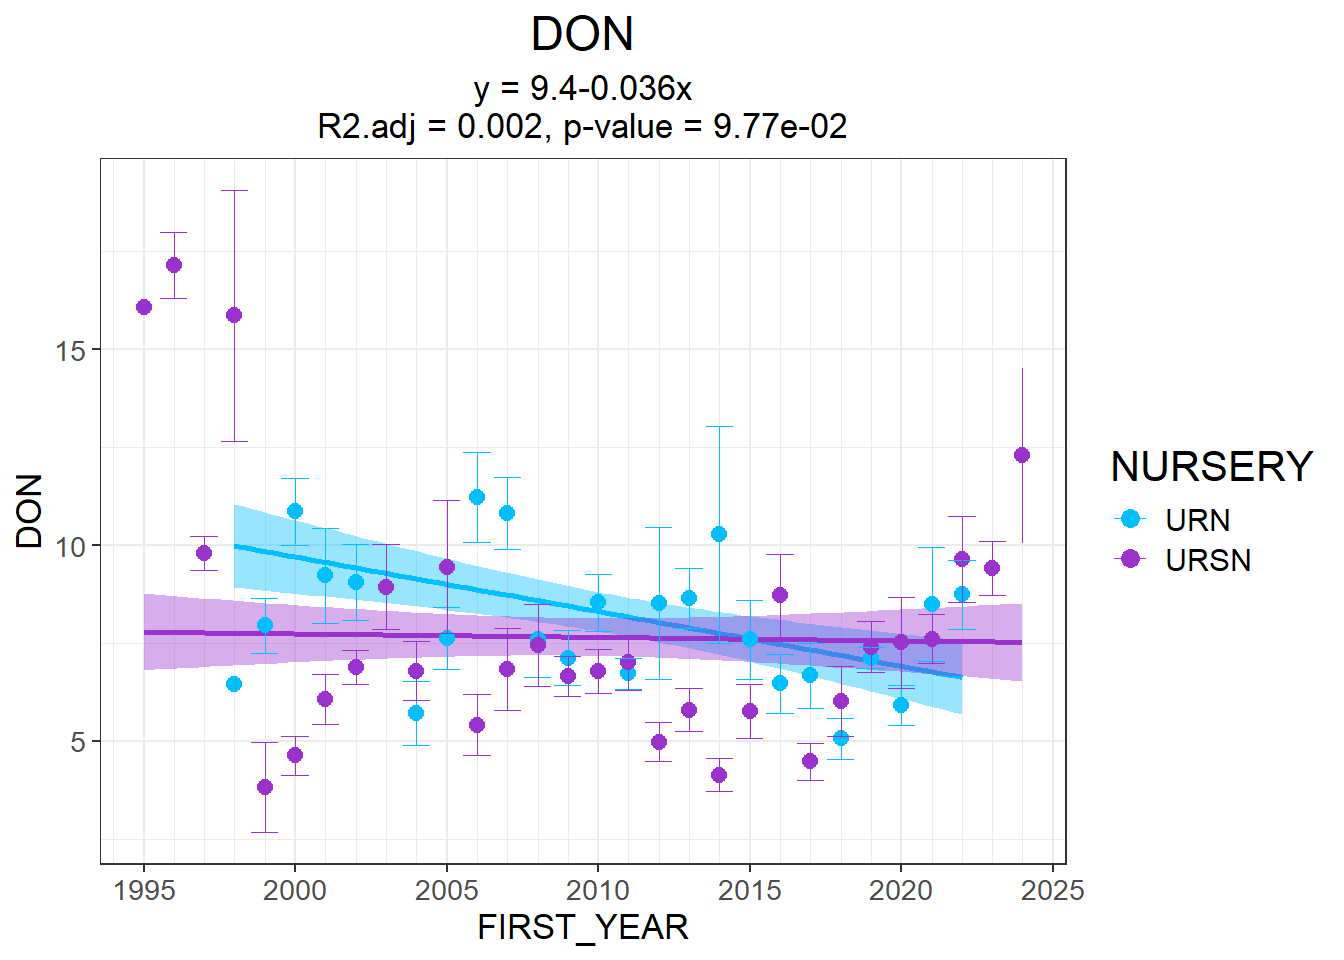 DON
y = 9.4-0.036x
R2.adj = 0.002, p-value = 9.77e-02
15
10
5
DON
1995 2000 2005 2010 2015 2020 2025
FIRST_YEAR
NURSERY
URN
URSN